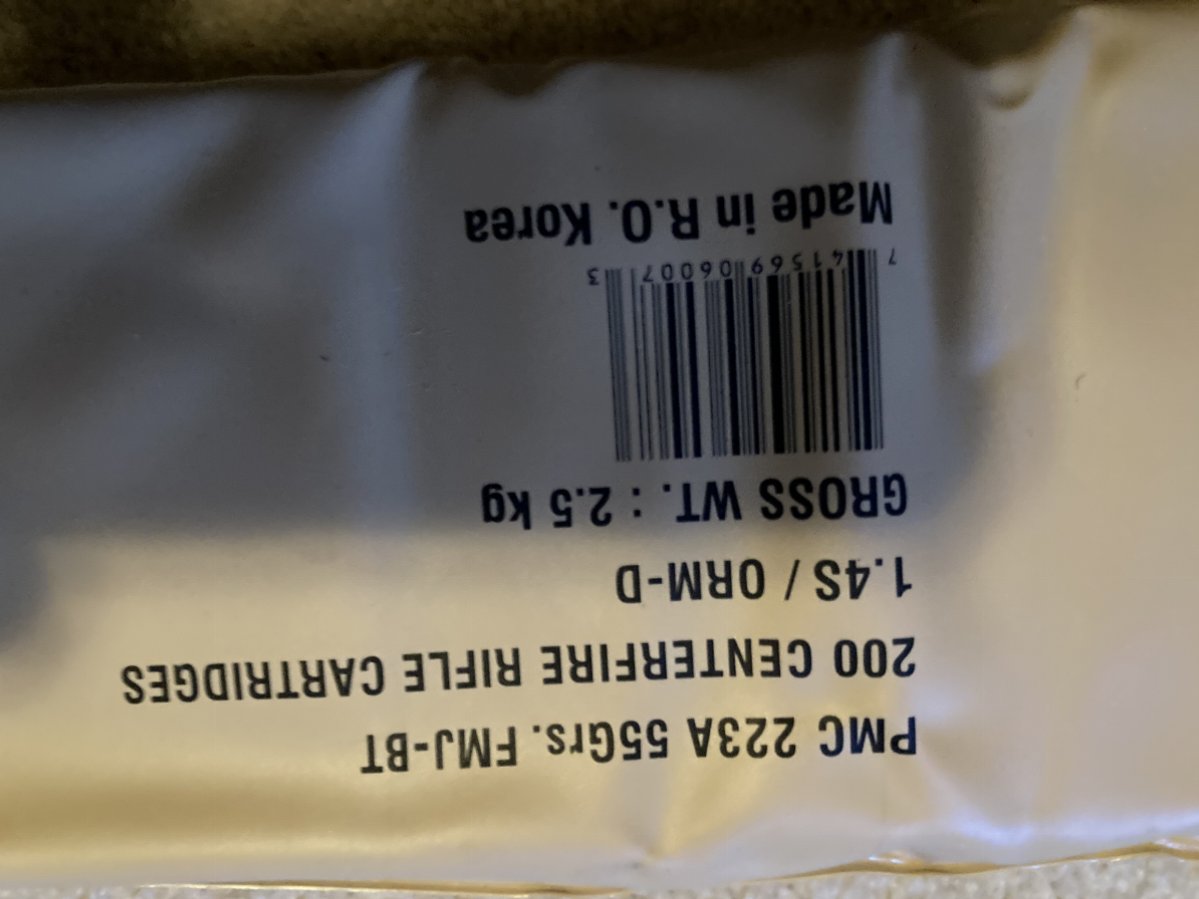 PMC 223A 55Grs. FMJ-BT
200 CENTERFIRE RIFLE CARTRIDGES
1.4S / ORM-D
GROSS WT. : 2.5 kg
7 41569 06007 3
Made in R.O. Korea